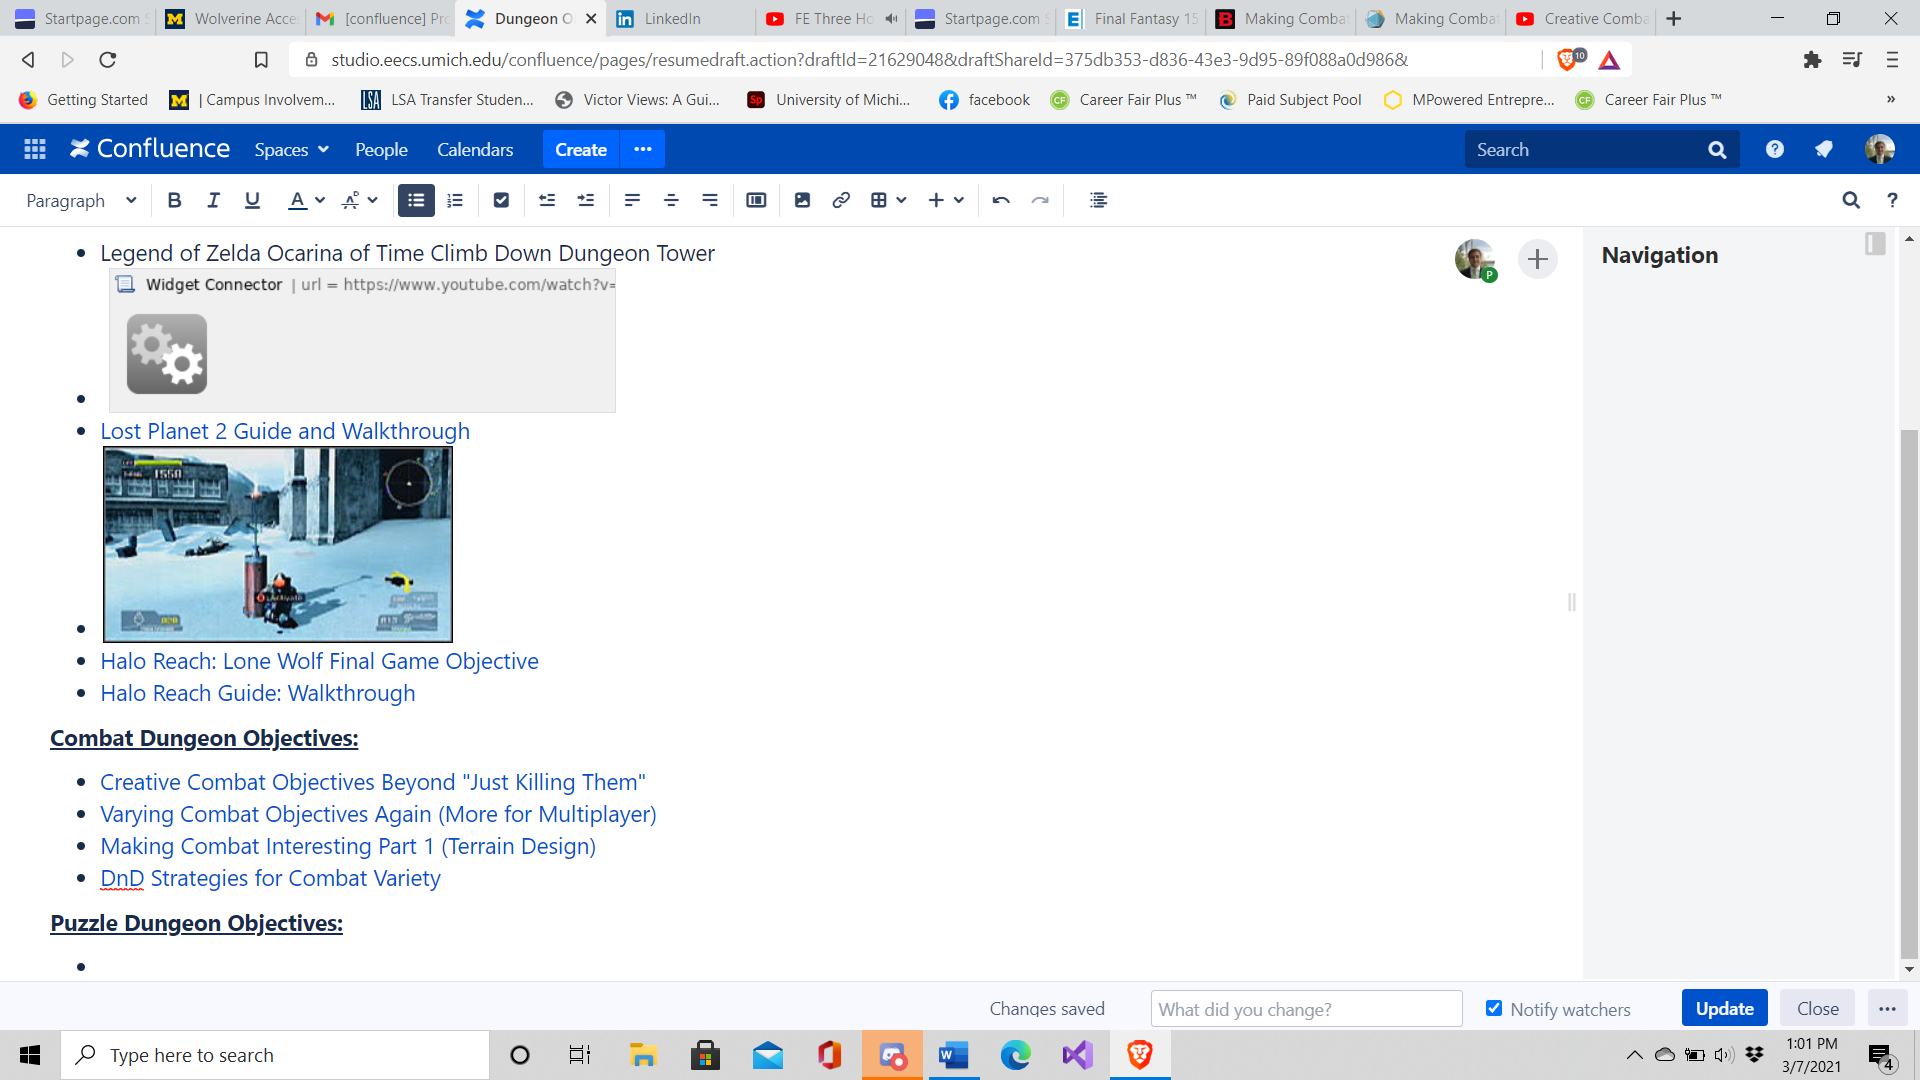 Startpage.com S
Wolverine Acce
[confluence] Pro
Dungeon O
LinkedIn
FE Three Ho
Startpage.com S
Final Fantasy 15
Making Combat
Making Combat
Creative Comba
studio.eecs.umich.edu/confluence/pages/resumedraft.action?draftId=21629048&draftShareId=375db353-d836-43e3-9d95-89f088a0d986&
10
Getting Started
| Campus Involvem...
LSA Transfer Studen...
Victor Views: A Gui...
University of Michi...
facebook
Career Fair Plus ™
Paid Subject Pool
MPowered Entrepre...
Career Fair Plus ™
»
Confluence
Spaces
People
Calendars
Create
Search
Paragraph
Legend of Zelda Ocarina of Time Climb Down Dungeon Tower
Widget Connector | url = https://www.youtube.com/watch?v=
Lost Planet 2 Guide and Walkthrough
1550
Halo Reach: Lone Wolf Final Game Objective
Halo Reach Guide: Walkthrough
Combat Dungeon Objectives:
Creative Combat Objectives Beyond "Just Killing Them"
Varying Combat Objectives Again (More for Multiplayer)
Making Combat Interesting Part 1 (Terrain Design)
DnD Strategies for Combat Variety
Puzzle Dungeon Objectives:
Navigation
P
Changes saved
What did you change?
Notify watchers
Update
Close
Type here to search
1:01 PM
3/7/2021
4